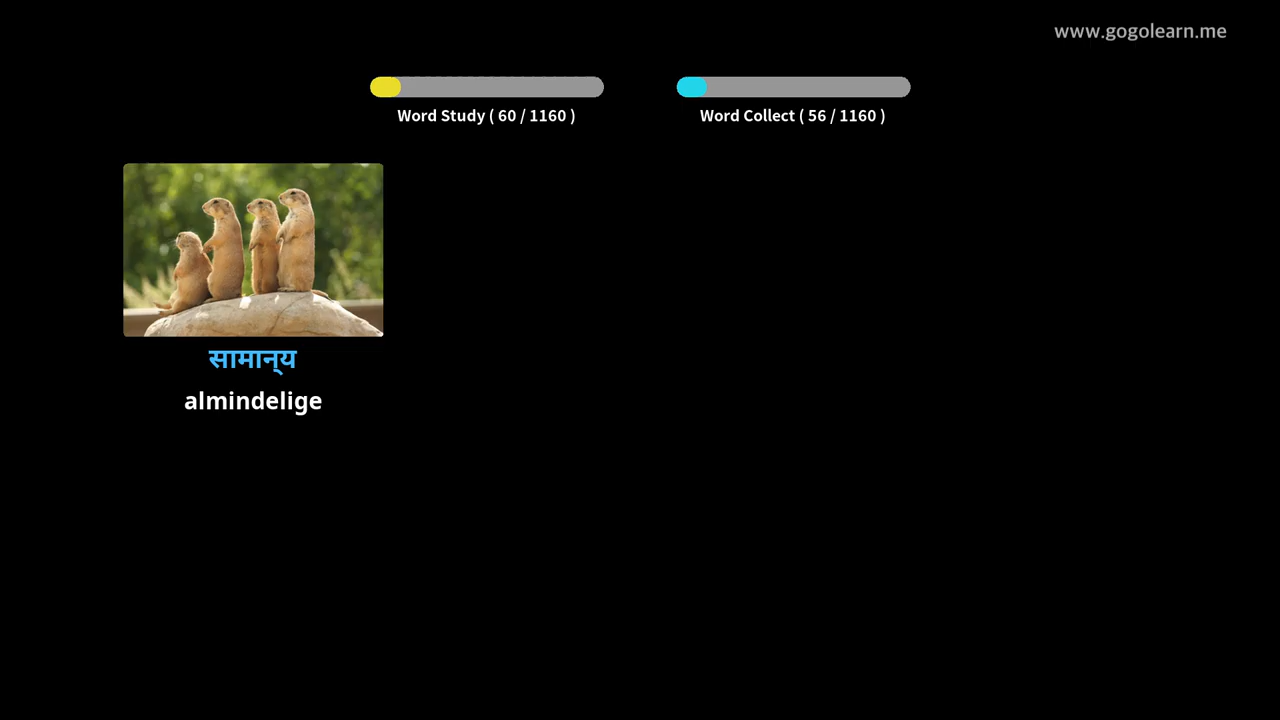 www.gogolearn.me
Word Study ( 60 / 1160 )
Word Collect ( 56 / 1160 )
सामान्य
almindelige